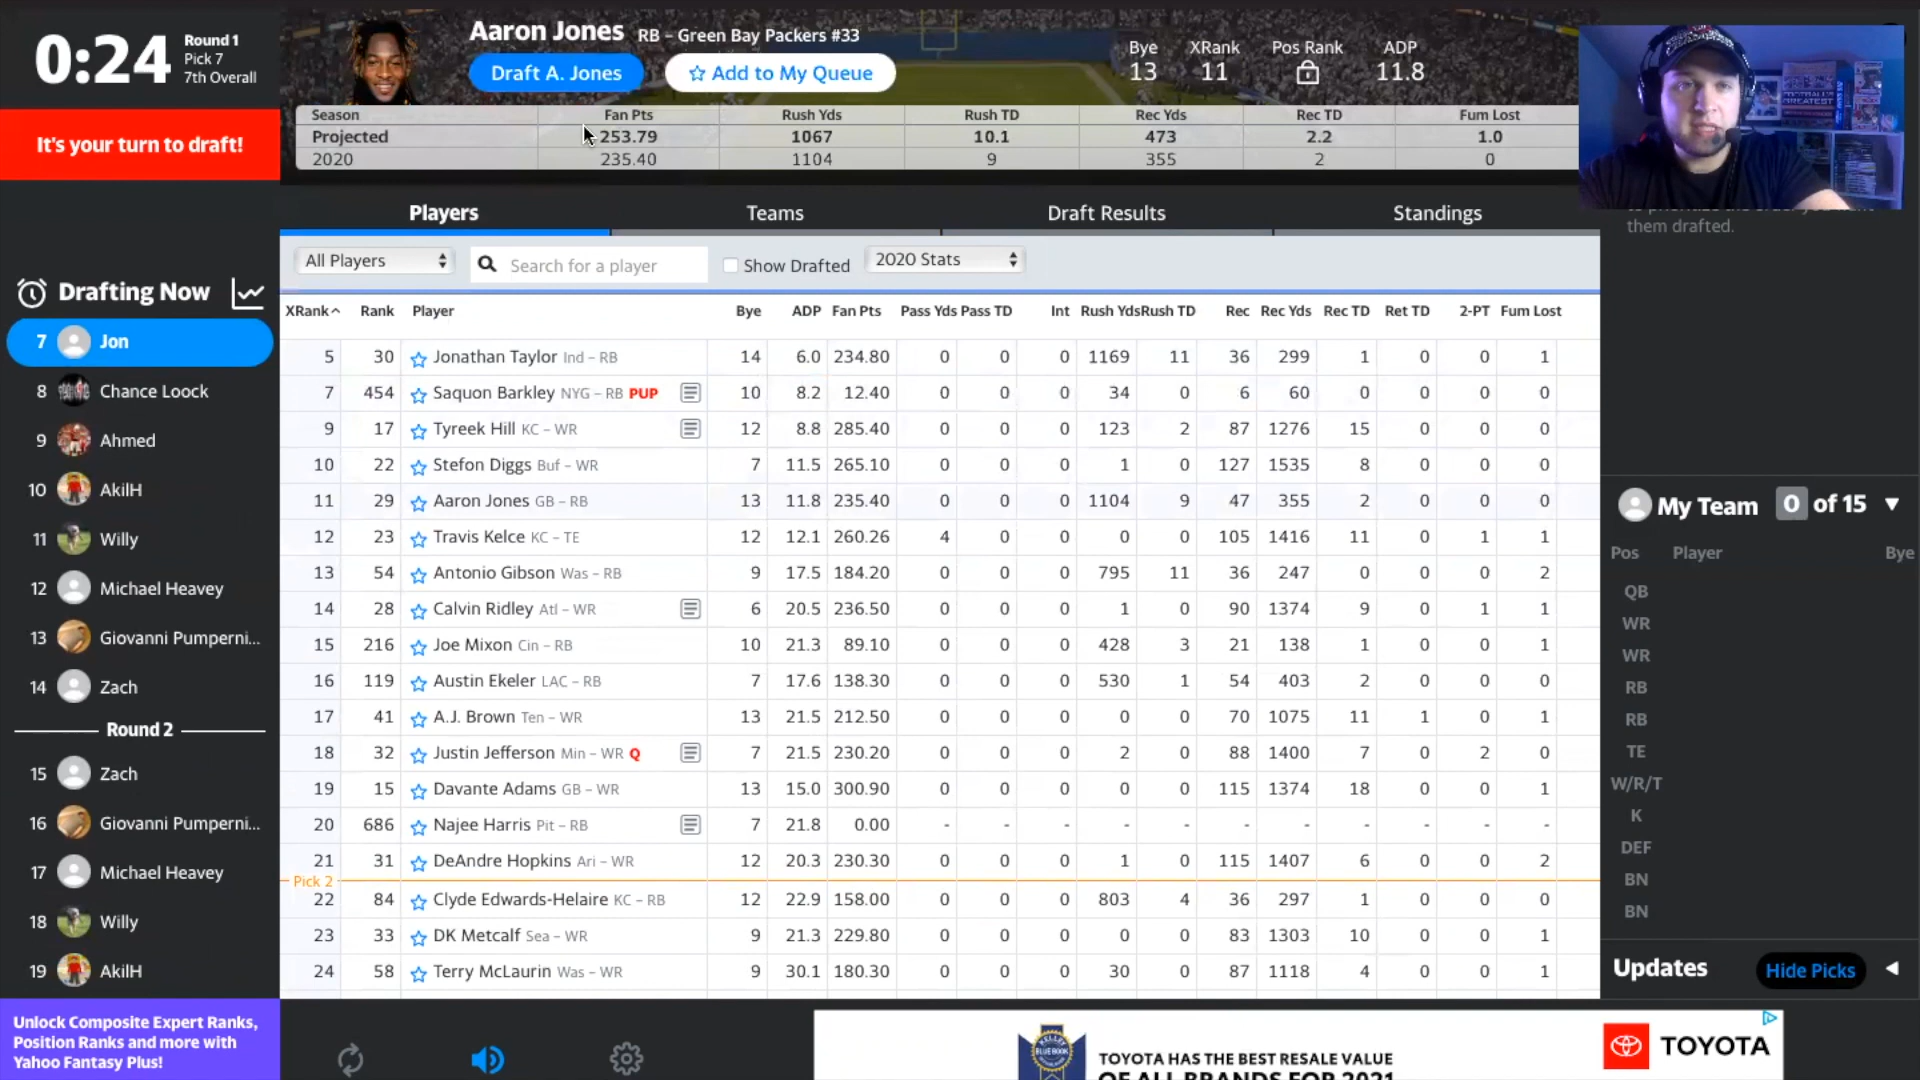 0:24
Round 1
Pick 7
7th Overall
It's your turn to draft!
Aaron Jones RB – Green Bay Packers #33
Draft A. Jones
Add to My Queue
Bye 13
XRank 11
Pos Rank
ADP 11.8
Season Fan Pts Rush Yds Rush TD Rec Yds Rec TD Fum Lost
Projected 253.79 1067 10.1 473 2.2 1.0
2020 235.40 1104 9 355 2 0
Players Teams Draft Results Standings
All Players
Search for a player
Show Drafted
2020 Stats
them drafted.
Drafting Now
7 Jon
8 Chance Loock
9 Ahmed
10 AkilH
11 Willy
12 Michael Heavey
13 Giovanni Pumperni...
14 Zach
Round 2
15 Zach
16 Giovanni Pumperni...
17 Michael Heavey
18 Willy
19 AkilH
Unlock Composite Expert Ranks,
Position Ranks and more with
Yahoo Fantasy Plus!
XRank Rank Player Bye ADP Fan Pts Pass Yds Pass TD Int Rush Yds Rush TD Rec Rec Yds Rec TD Ret TD 2-PT Fum Lost
5 30 Jonathan Taylor Ind – RB 14 6.0 234.80 0 0 0 1169 11 36 299 1 0 0 1
7 454 Saquon Barkley NYG – RB PUP 10 8.2 12.40 0 0 0 34 0 6 60 0 0 0 0
9 17 Tyreek Hill KC – WR 12 8.8 285.40 0 0 0 123 2 87 1276 15 0 0 0
10 22 Stefon Diggs Buf – WR 7 11.5 265.10 0 0 0 1 0 127 1535 8 0 0 0
11 29 Aaron Jones GB – RB 13 11.8 235.40 0 0 0 1104 9 47 355 2 0 0 0
12 23 Travis Kelce KC – TE 12 12.1 260.26 4 0 0 0 0 105 1416 11 0 1 1
13 54 Antonio Gibson Was – RB 9 17.5 184.20 0 0 0 795 11 36 247 0 0 0 2
14 28 Calvin Ridley Atl – WR 6 20.5 236.50 0 0 0 1 0 90 1374 9 0 1 1
15 216 Joe Mixon Cin – RB 10 21.3 89.10 0 0 0 428 3 21 138 1 0 0 0
16 119 Austin Ekeler LAC – RB 7 17.6 138.30 0 0 0 530 1 54 403 2 0 0 0
17 41 A.J. Brown Ten – WR 13 21.5 212.50 0 0 0 0 0 70 1075 11 1 0 1
18 32 Justin Jefferson Min – WR Q 7 21.5 230.20 0 0 0 2 0 88 1400 7 0 2 0
19 15 Davante Adams GB – WR 13 15.0 300.90 0 0 0 0 0 115 1374 18 0 0 1
20 686 Najee Harris Pit – RB 7 21.8 0.00 - - - - - - - - - - -
21 31 DeAndre Hopkins Ari – WR 12 20.3 230.30 0 0 0 1 0 115 1407 6 0 0 2
Pick 2
22 84 Clyde Edwards-Helaire KC – RB 12 22.9 158.00 0 0 0 803 4 36 297 1 0 0 0
23 33 DK Metcalf Sea – WR 9 21.3 229.80 0 0 0 0 0 83 1303 10 0 0 1
24 58 Terry McLaurin Was – WR 9 30.1 180.30 0 0 0 30 0 87 1118 4 0 0 1
My Team 0 of 15
Pos Player Bye
QB
WR
WR
RB
RB
TE
W/R/T
K
DEF
BN
BN
Updates Hide Picks
KELLEY
BLUE BOOK
TOYOTA HAS THE BEST RESALE VALUE
OF ALL BRANDS FOR 2021
TOYOTA